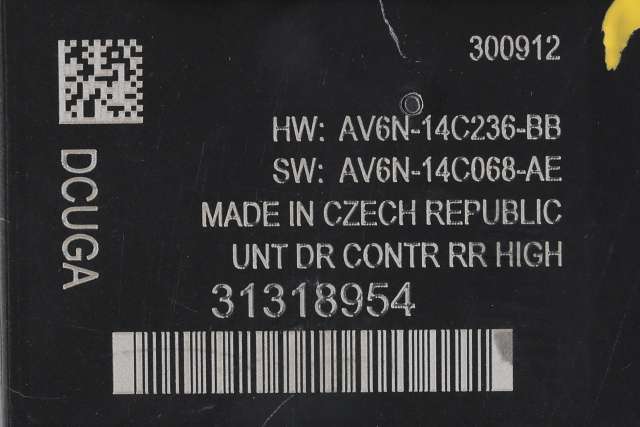 300912
HW: AV6N-14C236-BB
SW: AV6N-14C068-AE
MADE IN CZECH REPUBLIC
UNT DR CONTR RR HIGH
31318954
DCUGA